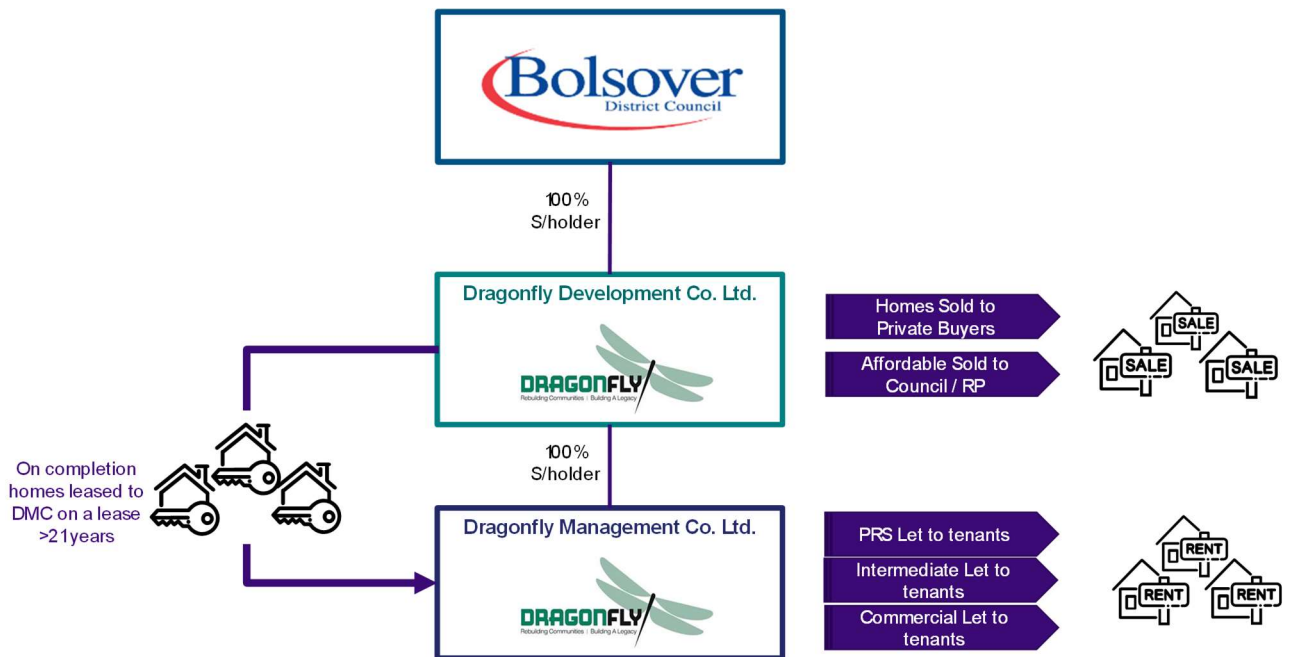 Bolsover
District Council
100%
S/holder
Dragonfly Development Co. Ltd.
DRAGONFLY
Rebuilding Communities | Building A Legacy
Homes Sold to
Private Buyers
Affordable Sold to
Council / RP
SALE
SALE
SALE
100%
S/holder
On completion
homes leased to
DMC on a lease
>21years
Dragonfly Management Co. Ltd.
DRAGONFLY
Rebuilding Communities | Building A Legacy
PRS Let to tenants
Intermediate Let to
tenants
Commercial Let to
tenants
RENT
RENT
RENT